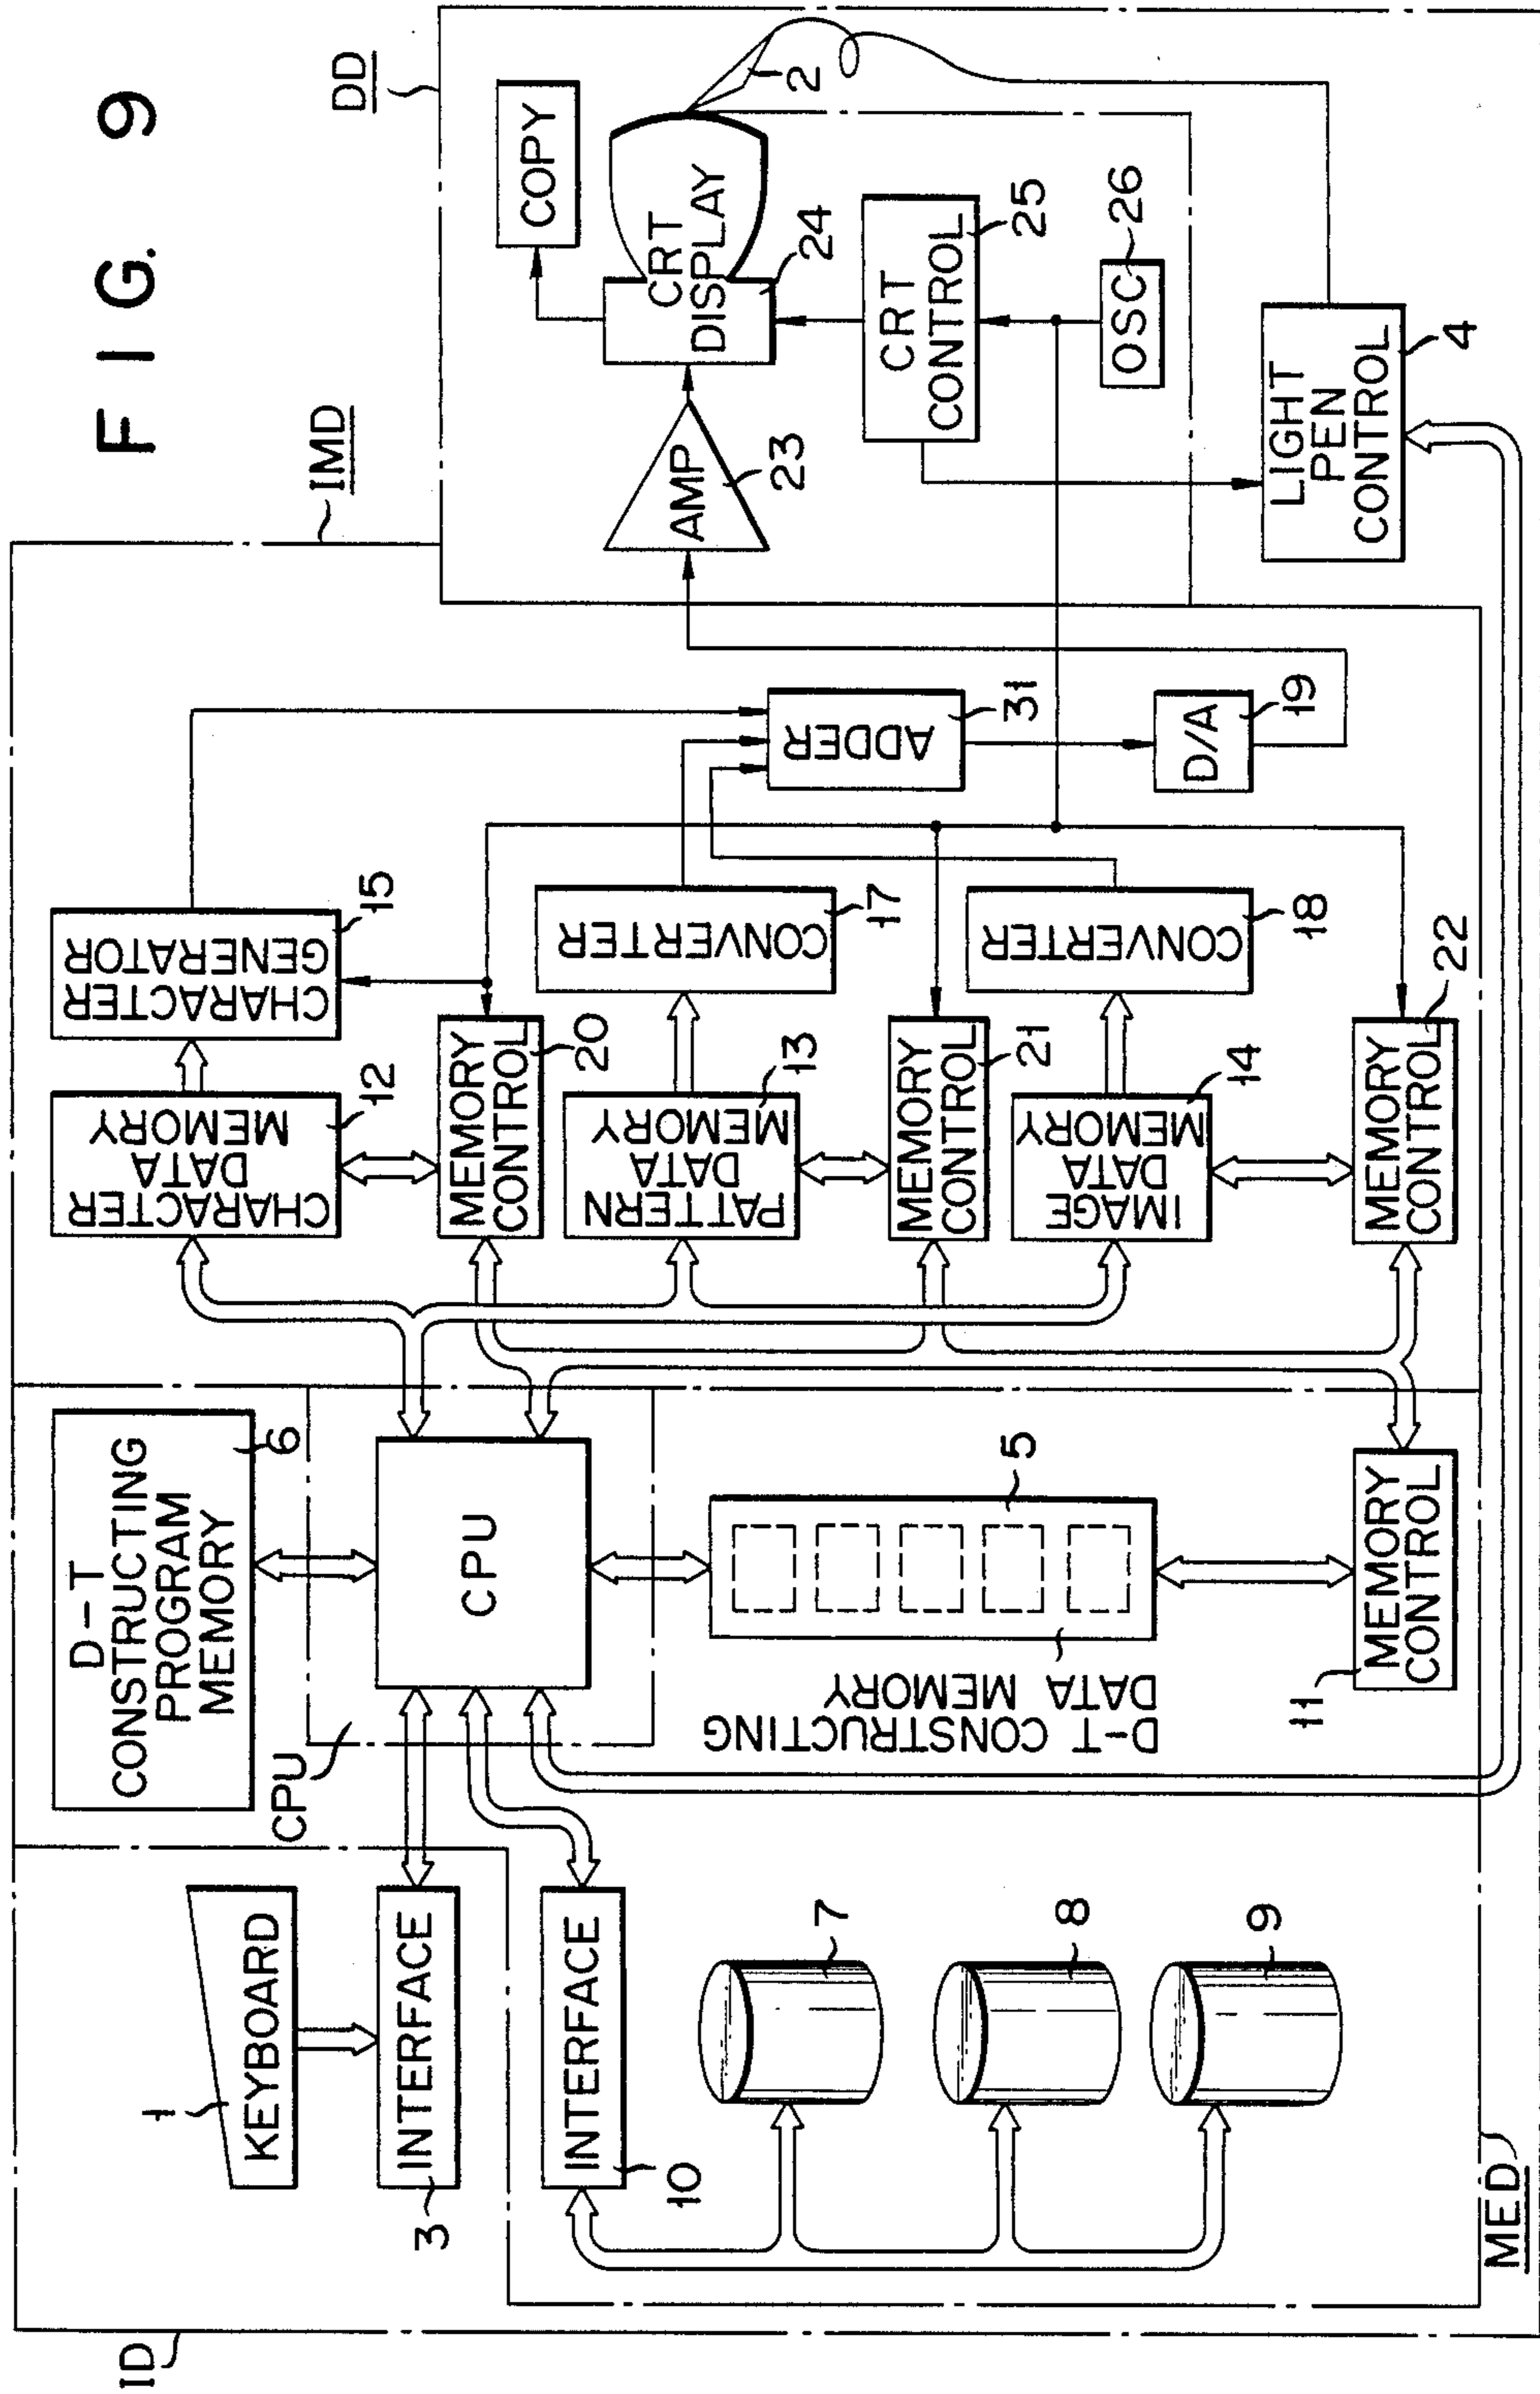 FIG. 9
ID
IMD
DD
MED
1
KEYBOARD
INTERFACE
3
INTERFACE
10
7
8
9
D-T
CONSTRUCTING
PROGRAM
MEMORY
6
CPU
CPU
5
D-T CONSTRUCTING
DATA MEMORY
MEMORY
CONTROL
11
CHARACTER
DATA
MEMORY
12
CHARACTER
GENERATOR
15
MEMORY
CONTROL
20
PATTERN
DATA
MEMORY
13
CONVERTER
17
MEMORY
CONTROL
21
IMAGE
DATA
MEMORY
14
CONVERTER
18
MEMORY
CONTROL
22
ADDER
31
D/A
19
AMP
23
COPY
CRT
DISPLAY
24
2
CRT
CONTROL
25
OSC
26
LIGHT
PEN
CONTROL
4